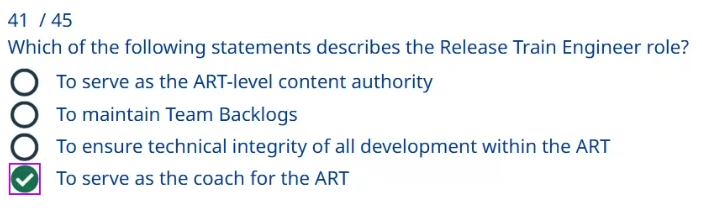 41 / 45
Which of the following statements describes the Release Train Engineer role?
To serve as the ART-level content authority
To maintain Team Backlogs
To ensure technical integrity of all development within the ART
To serve as the coach for the ART